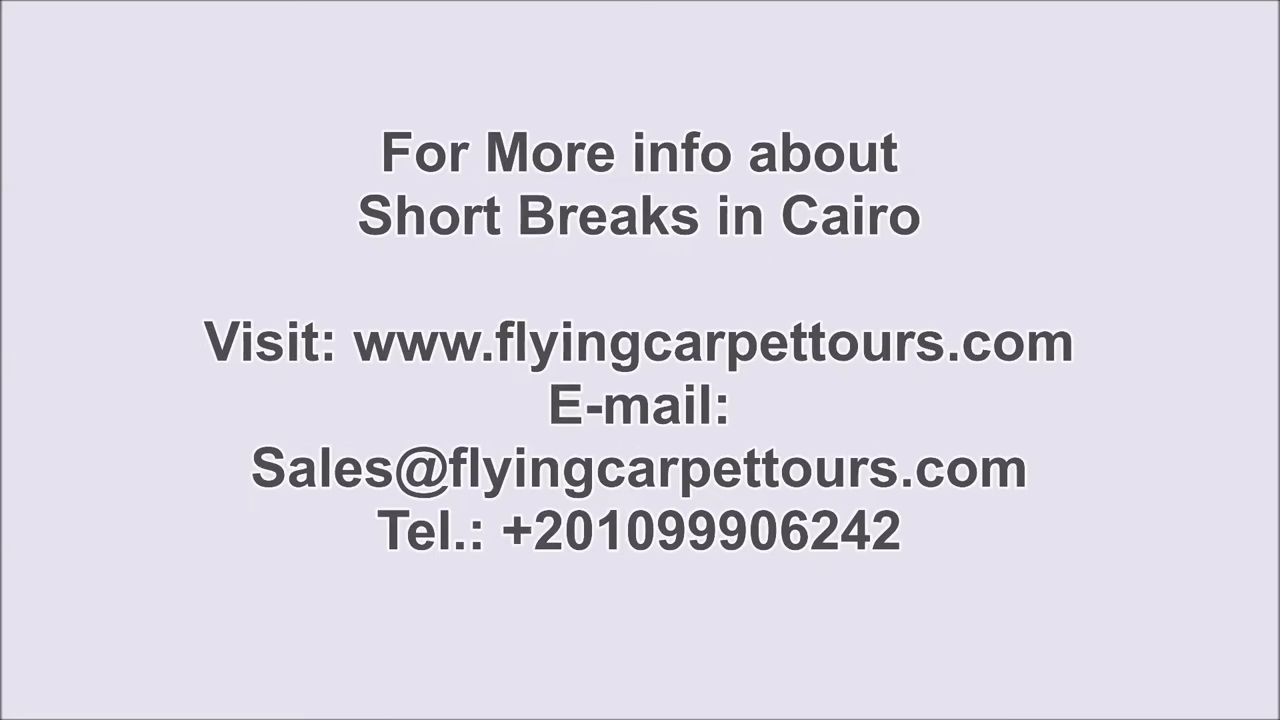 For More info about
Short Breaks in Cairo
Visit: www.flyingcarpettours.com
E-mail:
Sales@flyingcarpettours.com
Tel.: +201099906242